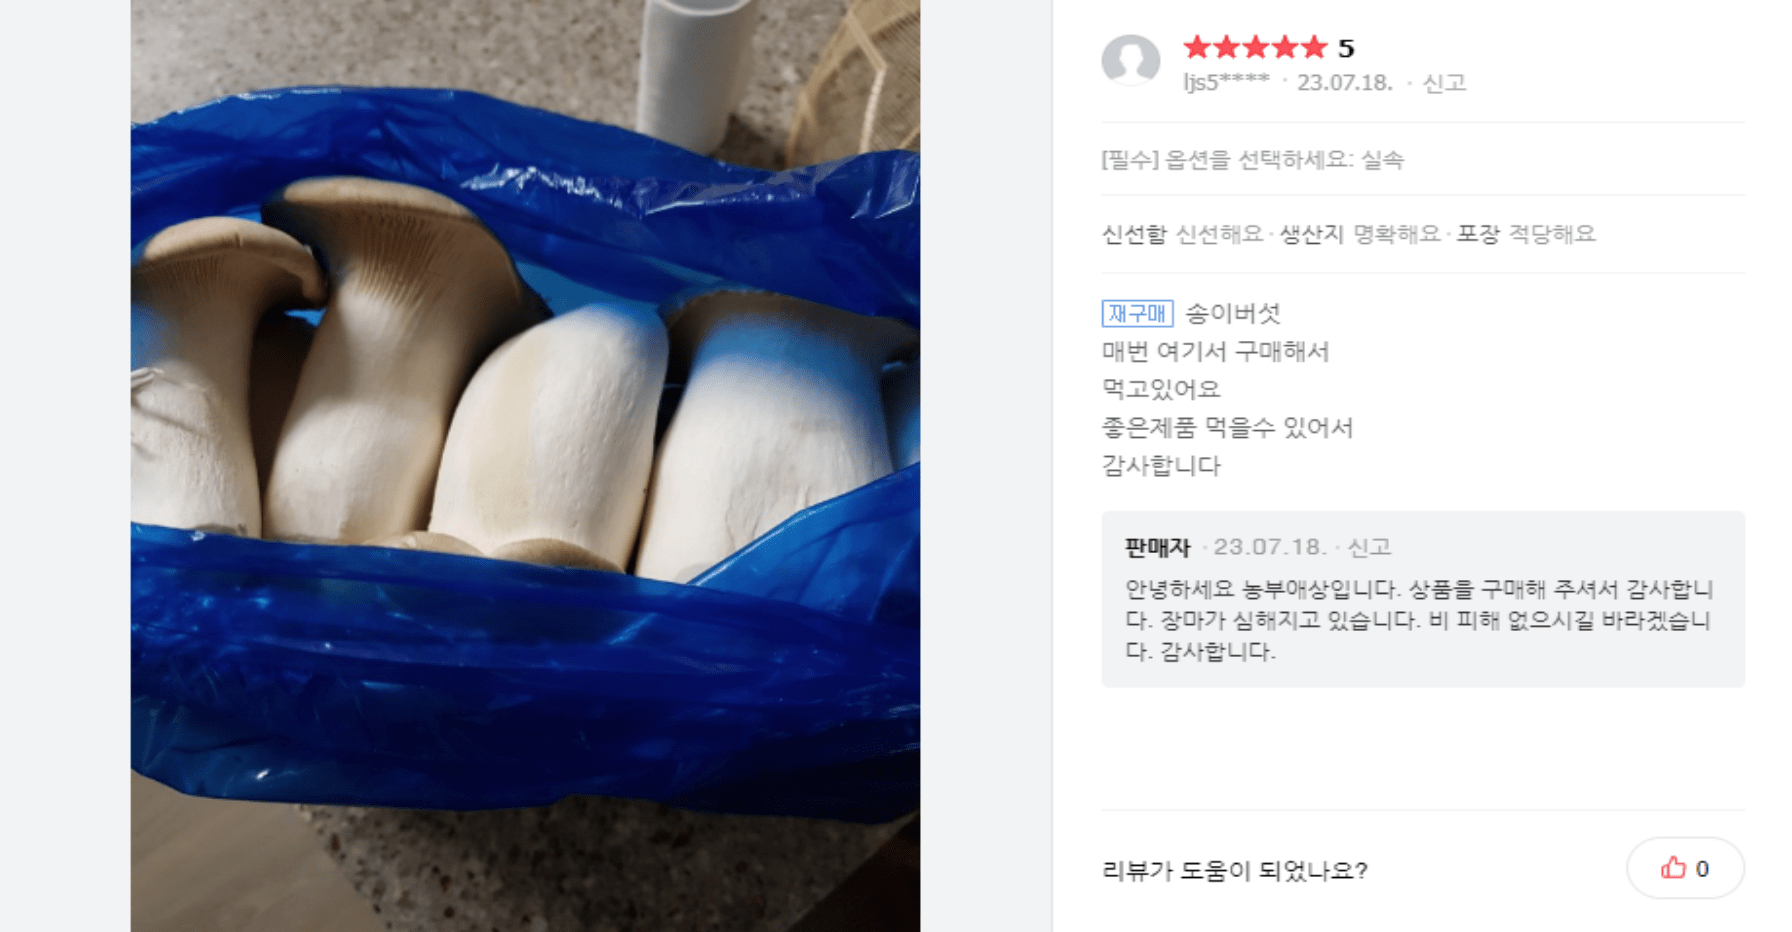 5
ljs5**** · 23.07.18. · 신고
[필수] 옵션을 선택하세요: 실속
신선함 신선해요 · 생산지 명확해요 · 포장 적당해요
재구매 송이버섯
매번 여기서 구매해서
먹고있어요
좋은제품 먹을수 있어서
감사합니다
판매자 · 23.07.18. · 신고
안녕하세요 농부애상입니다. 상품을 구매해 주셔서 감사합니
다. 장마가 심해지고 있습니다. 비 피해 없으시길 바라겠습니
다. 감사합니다.
리뷰가 도움이 되었나요?
0